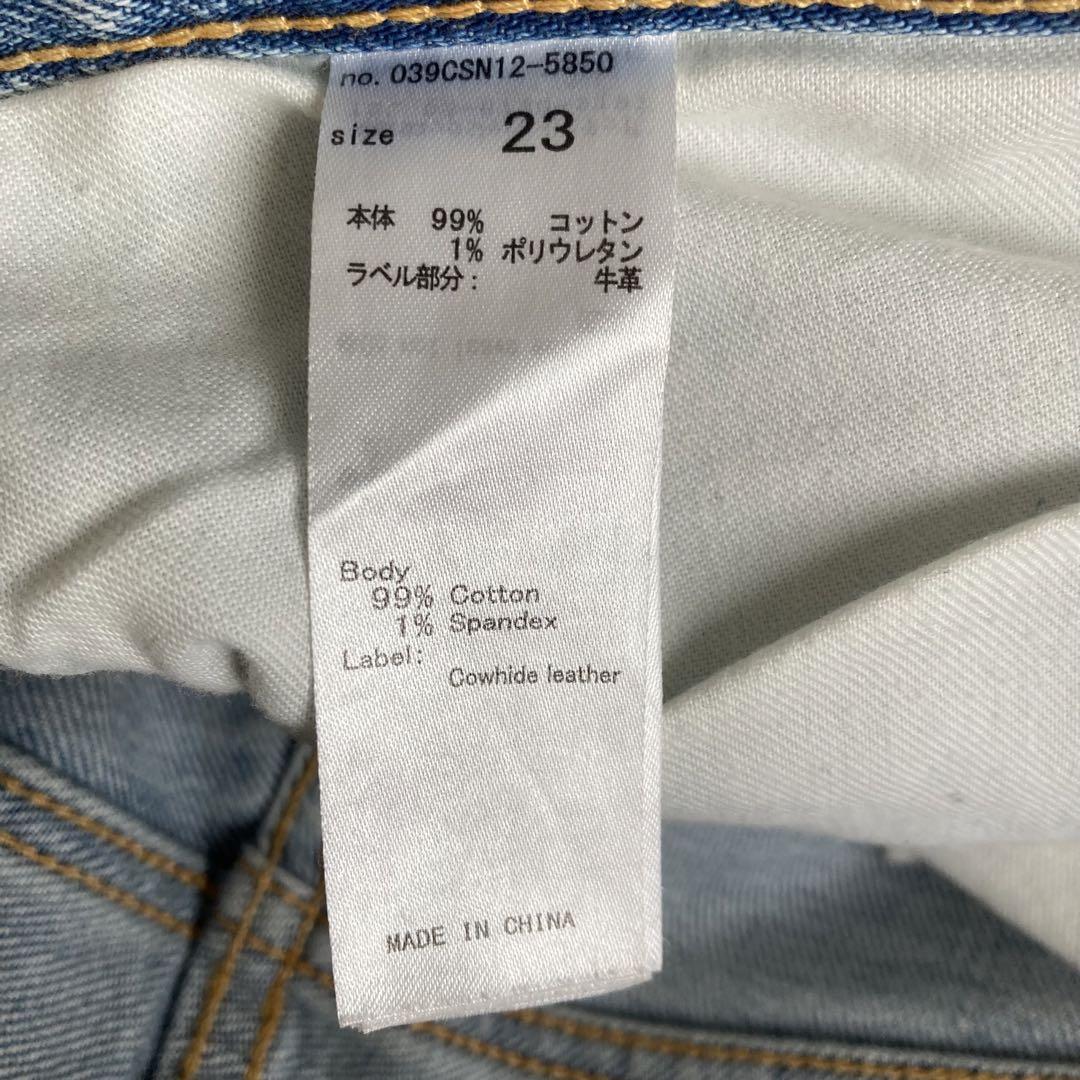 no. 039CSN12-5850
size 23
本体 99% コットン
1% ポリウレタン
ラベル部分: 牛革
Body
99% Cotton
1% Spandex
Label:
Cowhide leather
MADE IN CHINA